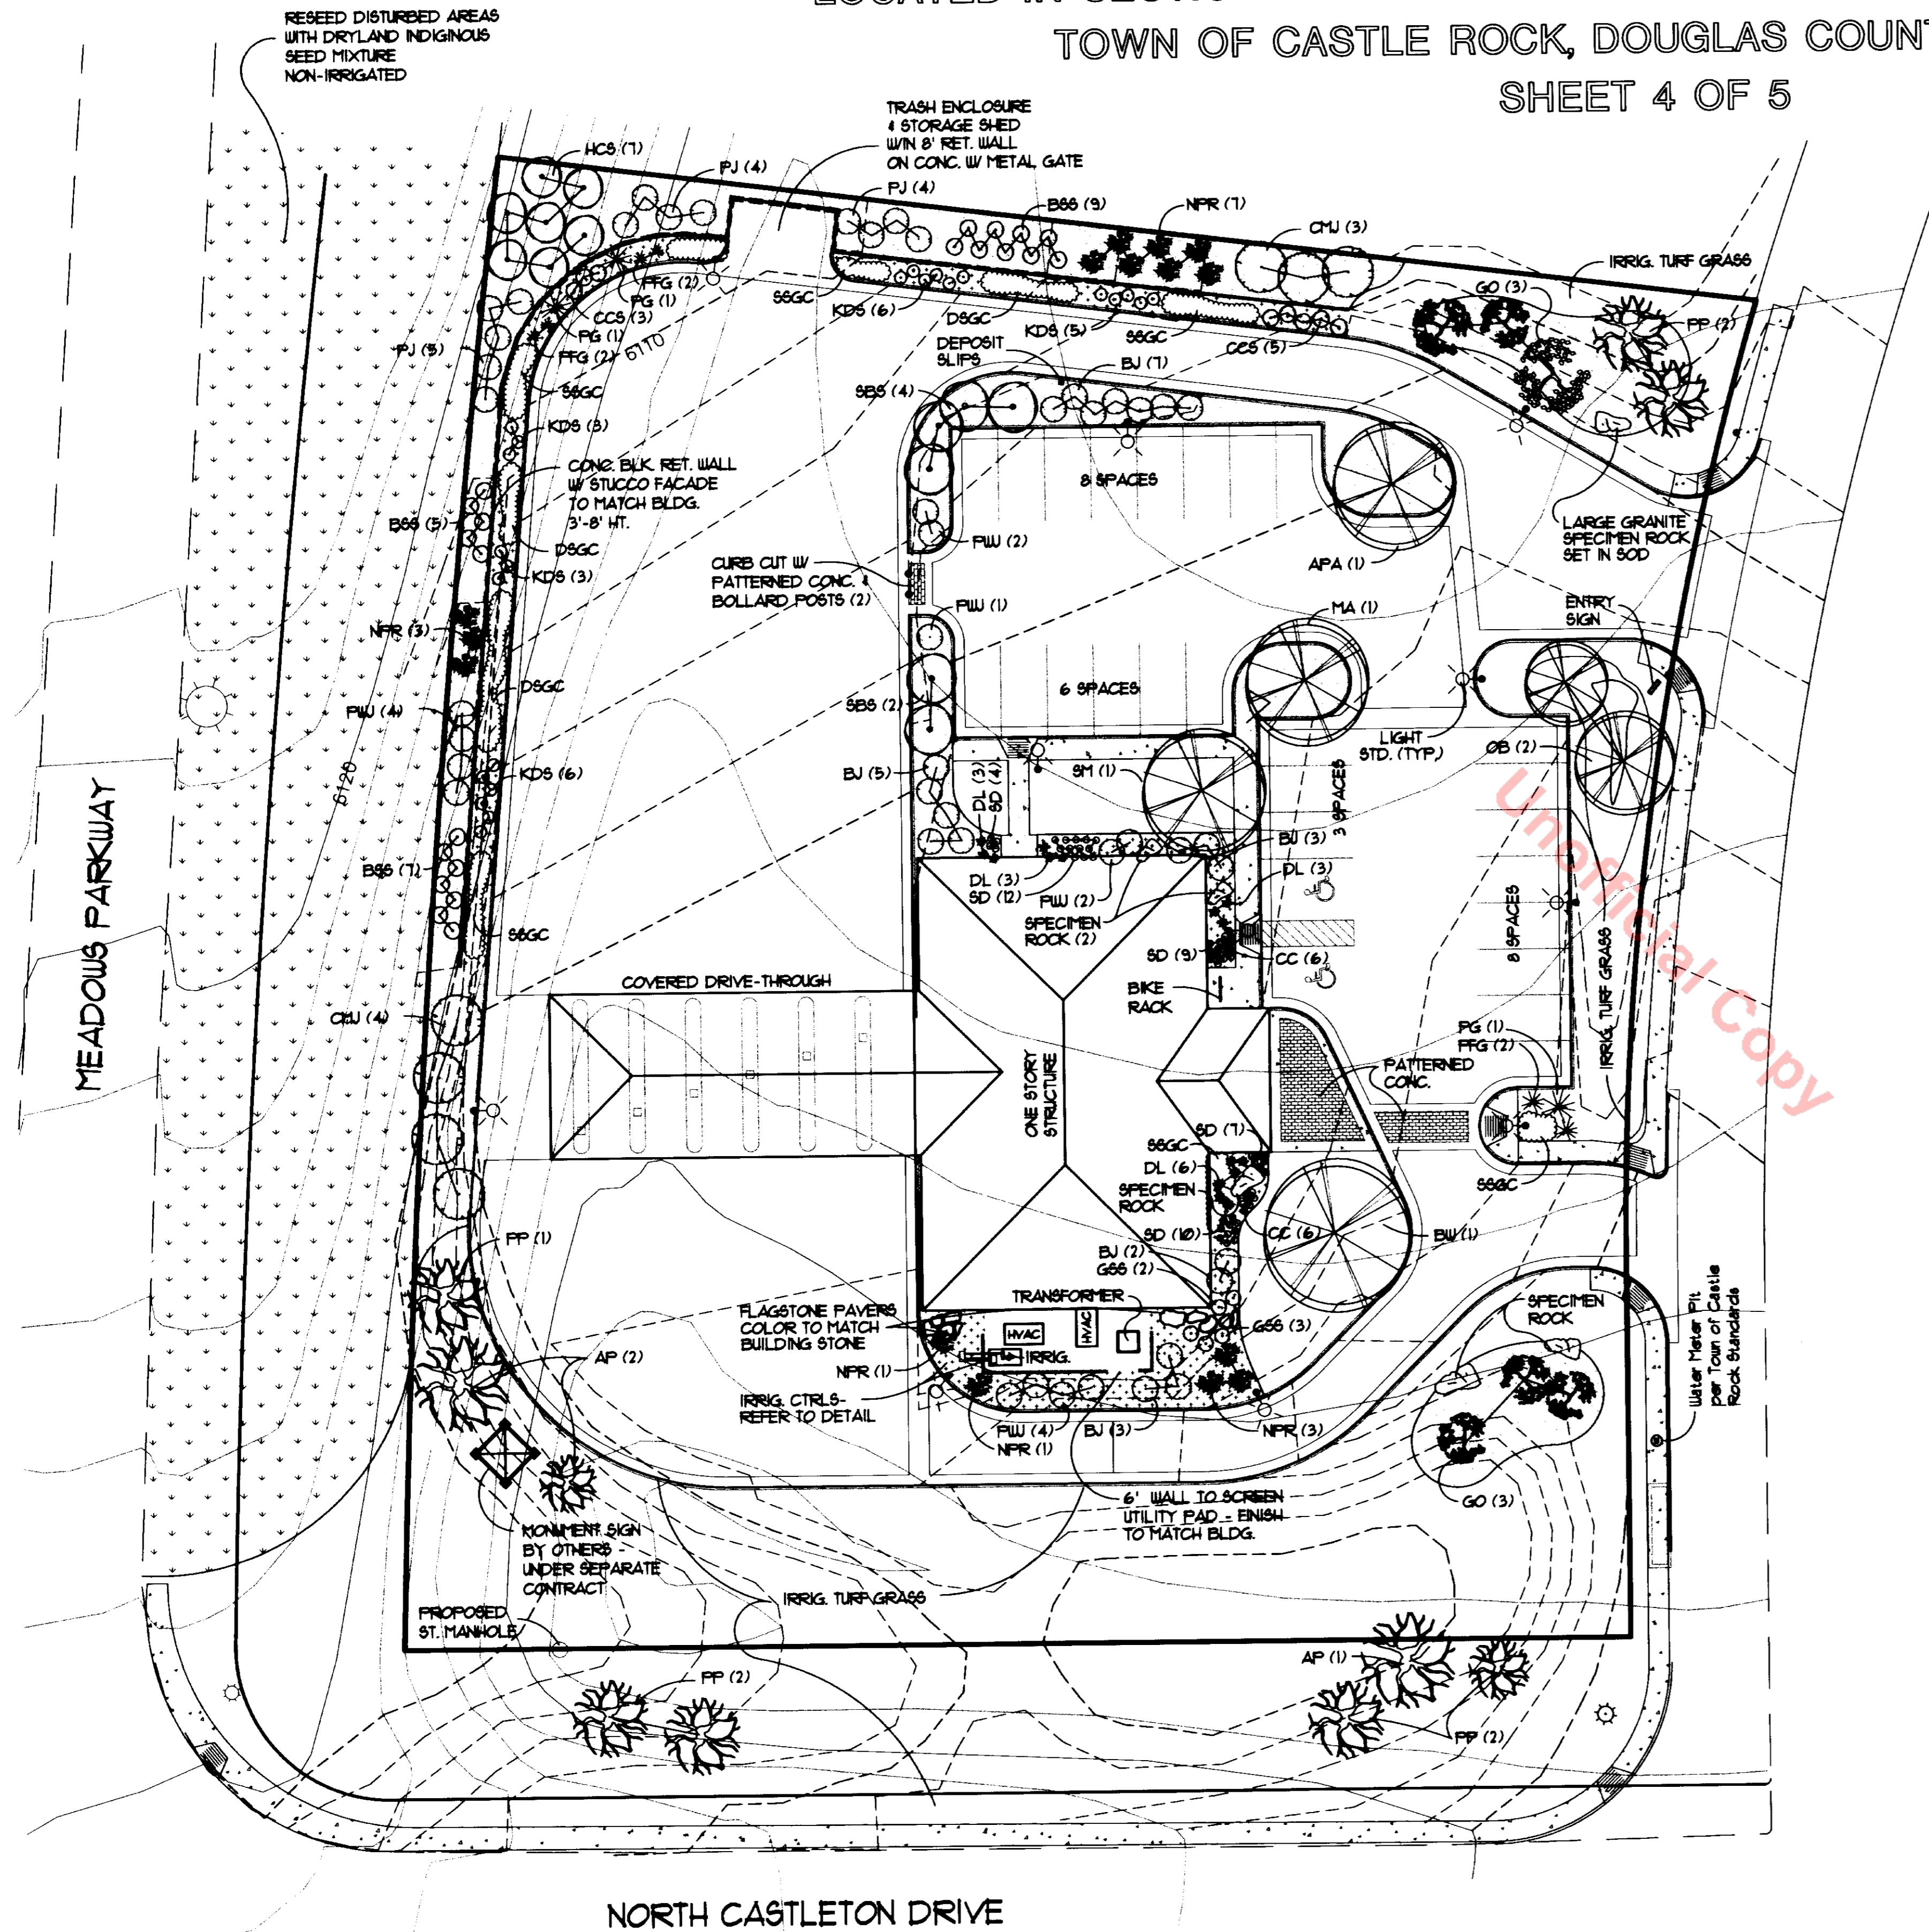 TOWN OF CASTLE ROCK, DOUGLAS COUNT
SHEET 4 OF 5
RESEED DISTURBED AREAS
WITH DRYLAND INDIGINOUS
SEED MIXTURE
NON-IRRIGATED
TRASH ENCLOSURE
& STORAGE SHED
W/IN 8' RET. WALL
ON CONC. W/ METAL GATE
HCS (7)
PJ (4)
PJ (4)
BSS (9)
NPR (7)
CMJ (3)
IRRIG. TURF GRASS
GO (3)
PP (2)
FFG (2)
PG (1)
CCS (3)
PG (1)
FFG (2)
6110
SSGC
KDS (6)
DSGC
KDS (5)
SSGC
CCS (5)
PJ (5)
DEPOSIT
SLIPS
BJ (7)
SBS (4)
SSGC
KDS (3)
CONC. BLK. RET. WALL
W/ STUCCO FACADE
TO MATCH BLDG.
3'-8' HT.
8 SPACES
BSS (5)
DSGC
KDS (3)
PWJ (2)
LARGE GRANITE
SPECIMEN ROCK
SET IN SOD
CURB CUT W/
PATTERNED CONC. &
BOLLARD POSTS (2)
APA (1)
PWJ (1)
MA (1)
ENTRY
SIGN
NPR (3)
DSGC
6 SPACES
PWJ (4)
SBS (2)
LIGHT
STD. (TYP.)
OB (2)
KDS (6)
BJ (5)
DL (3)
SD (4)
SM (1)
3 SPACES
6120
MEADOWS PARKWAY
Unofficial Copy
BSS (7)
BJ (3)
DL (3)
DL (3)
SD (12)
PWJ (2)
SPECIMEN
ROCK (2)
8 SPACES
SSGC
SD (9)
CC (6)
IRRIG. TURF GRASS
COVERED DRIVE-THROUGH
BIKE
RACK
CMJ (4)
PG (1)
FFG (2)
PATTERNED
CONC.
ONE STORY
STRUCTURE
SD (7)
SSGC
DL (6)
SPECIMEN
ROCK
SSGC
SD (10)
CC (6)
BW (1)
PP (1)
BJ (2)
GSS (2)
TRANSFORMER
FLAGSTONE PAVERS
COLOR TO MATCH
BUILDING STONE
HVAC
HVAC
GSS (3)
SPECIMEN
ROCK
IRRIG.
AP (2)
NPR (1)
IRRIG. CTRLS-
REFER TO DETAIL
Water Meter Pit
per Town of Castle
Rock Standards
PWJ (4)
BJ (3)
NPR (3)
NPR (1)
GO (3)
6' WALL TO SCREEN
UTILITY PAD - FINISH
TO MATCH BLDG.
MONUMENT SIGN
BY OTHERS -
UNDER SEPARATE
CONTRACT
IRRIG. TURF GRASS
PROPOSED
ST. MANHOLE
AP (1)
PP (2)
PP (2)
NORTH CASTLETON DRIVE